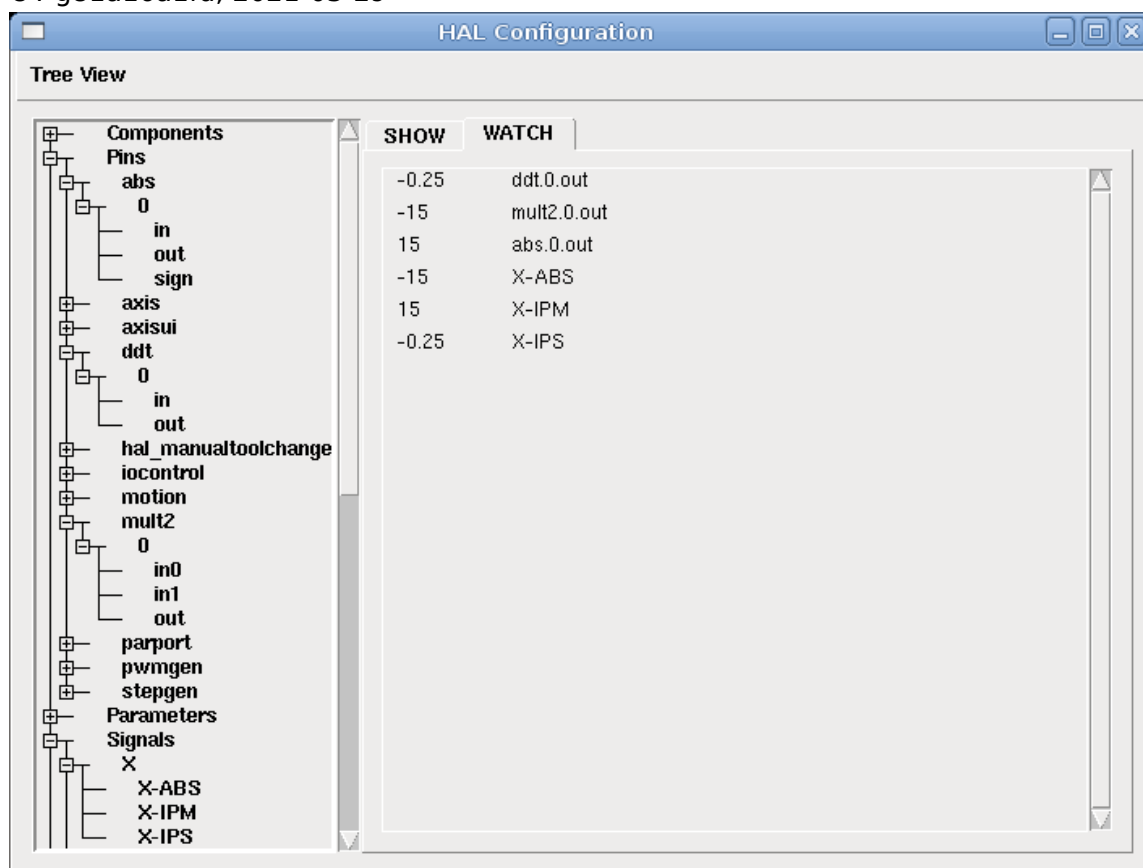 HAL Configuration
Tree View
Components
Pins
abs
0
in
out
sign
axis
axisui
ddt
0
in
out
hal_manualtoolchange
iocontrol
motion
mult2
0
in0
in1
out
parport
pwmgen
stepgen
Parameters
Signals
X
X-ABS
X-IPM
X-IPS
SHOW WATCH
-0.25 ddt.0.out
-15 mult2.0.out
15 abs.0.out
-15 X-ABS
15 X-IPM
-0.25 X-IPS